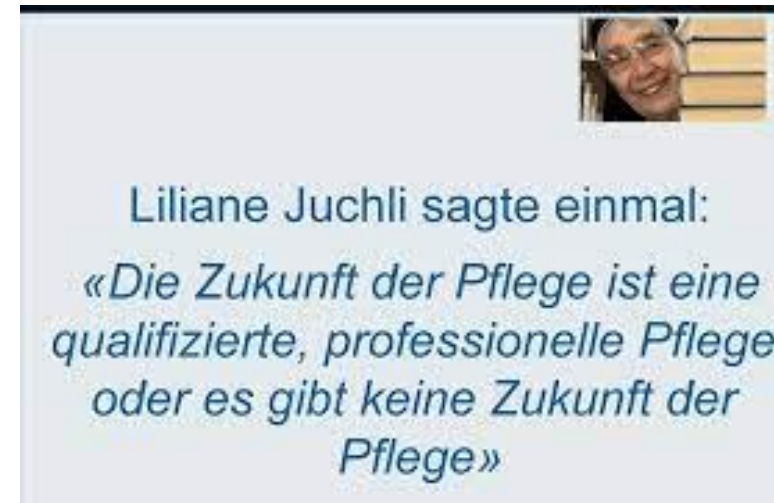 Liliane Juchli sagte einmal:
«Die Zukunft der Pflege ist eine
qualifizierte, professionelle Pflege
oder es gibt keine Zukunft der
Pflege»